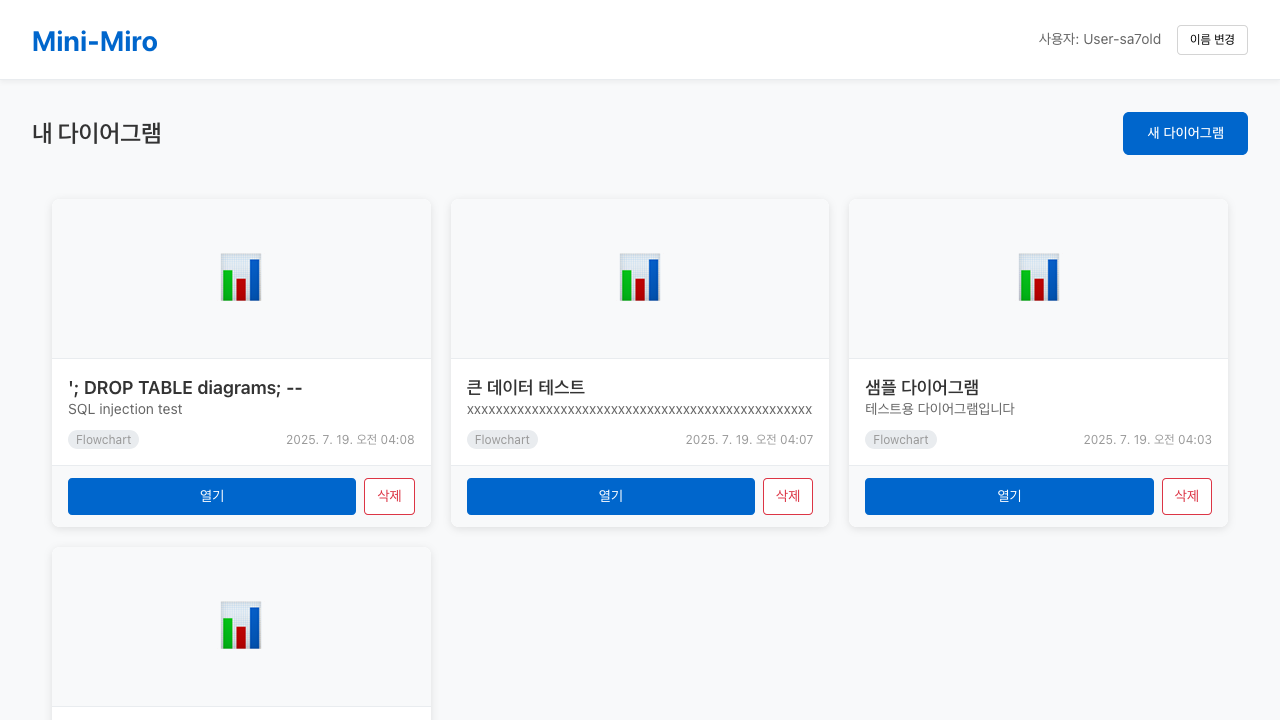 Mini-Miro
사용자: User-sa7old
이름 변경
내 다이어그램
새 다이어그램
'; DROP TABLE diagrams; --
SQL injection test
Flowchart
2025. 7. 19. 오전 04:08
열기
삭제
큰 데이터 테스트
xxxxxxxxxxxxxxxxxxxxxxxxxxxxxxxxxxxxxxxxxxxxxxxxx
Flowchart
2025. 7. 19. 오전 04:07
열기
삭제
샘플 다이어그램
테스트용 다이어그램입니다
Flowchart
2025. 7. 19. 오전 04:03
열기
삭제